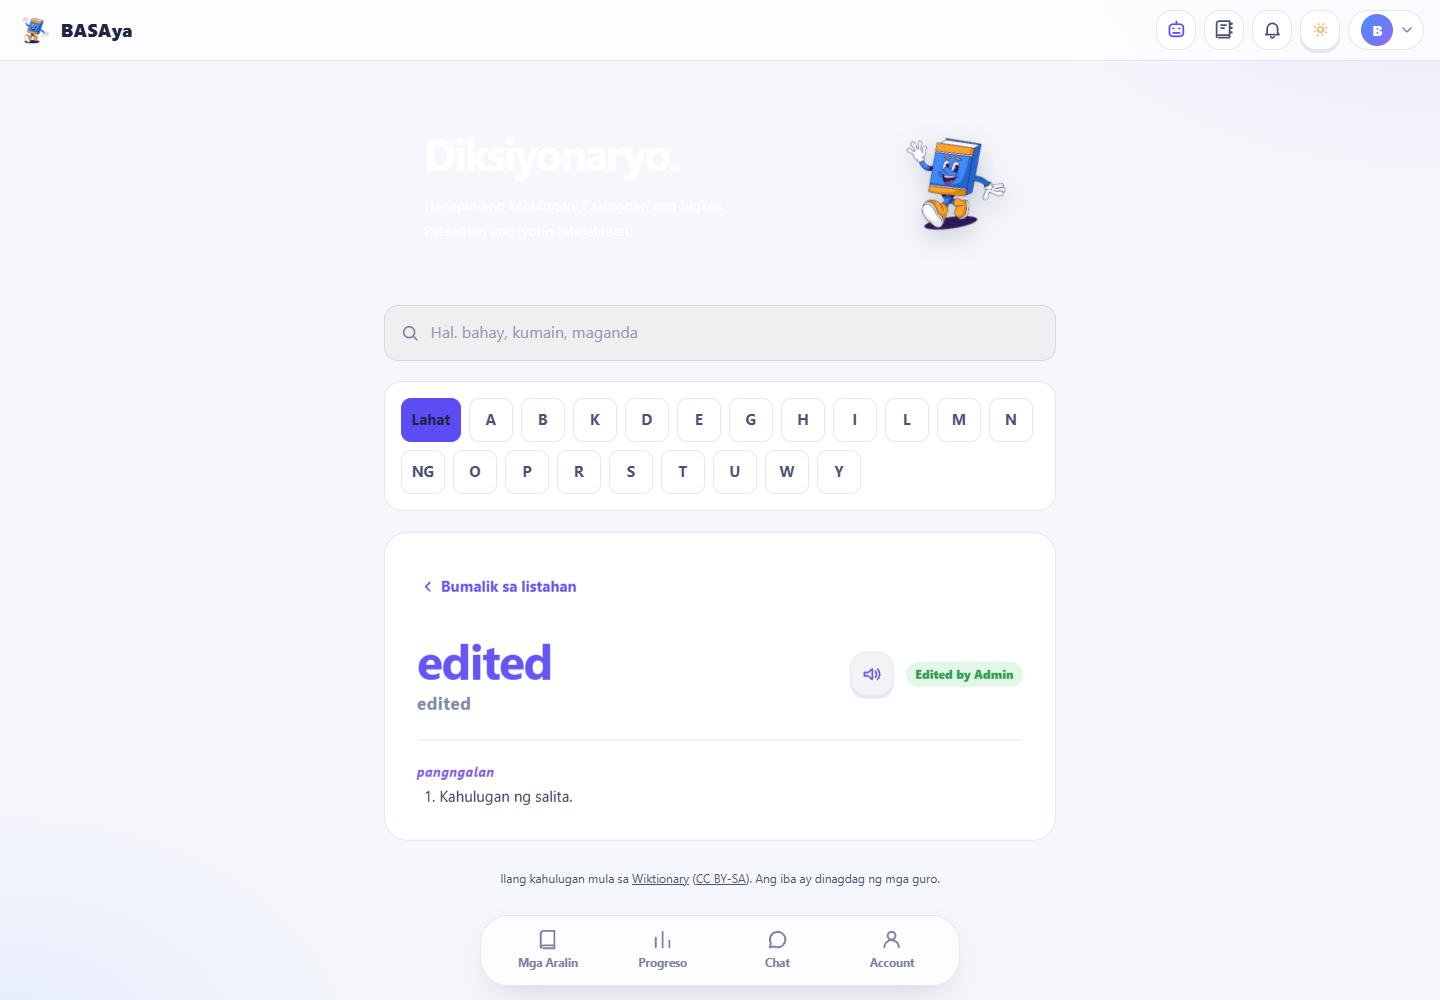 BASAya
B
Diksiyonaryo.
Hanapin ang kahulugan. Pakinggan ang bigkas.
Palawakin ang iyong talasalitaan.
Hal. bahay, kumain, maganda
Lahat A B K D E G H I L M N
NG O P R S T U W Y
Bumalik sa listahan
edited
Edited by Admin
edited
pangngalan
1. Kahulugan ng salita.
Ilang kahulugan mula sa Wiktionary (CC BY-SA). Ang iba ay dinagdag ng mga guro.
Mga Aralin Progreso Chat Account